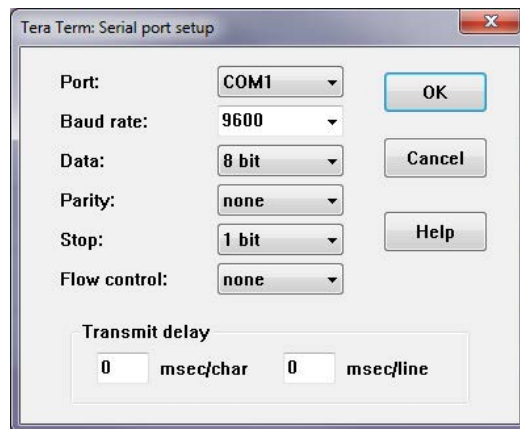 Tera Term: Serial port setup
Port: COM1 OK
Baud rate: 9600
Data: 8 bit Cancel
Parity: none
Stop: 1 bit Help
Flow control: none
Transmit delay
0 msec/char 0 msec/line